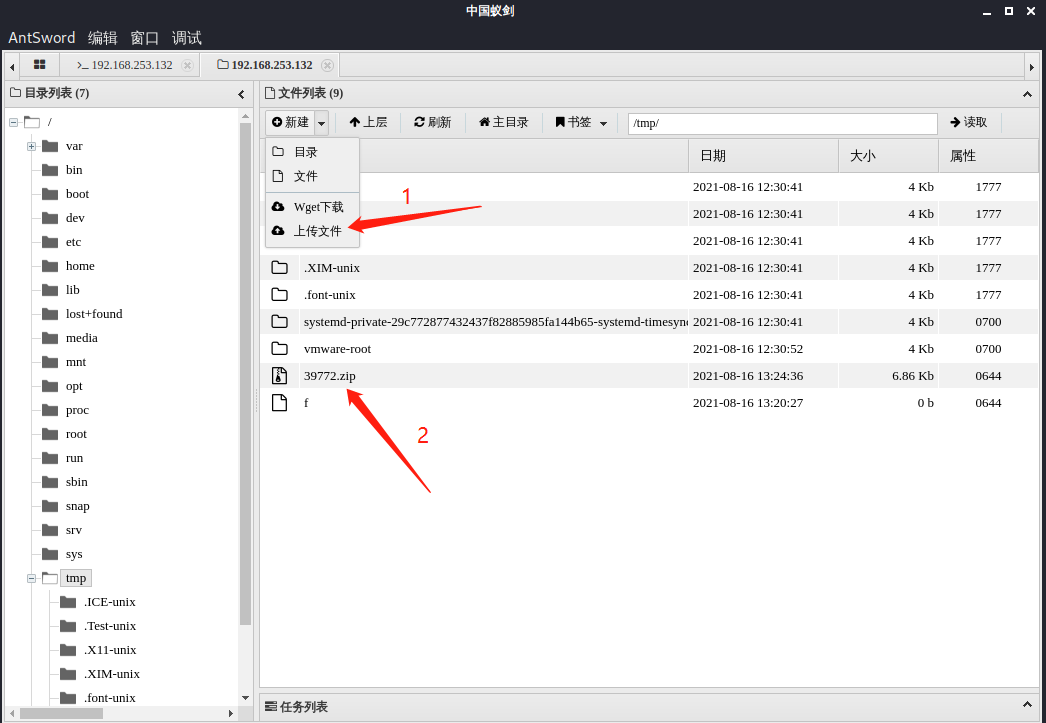 中国蚁剑
AntSword 编辑 窗口 调试
>_ 192.168.253.132 192.168.253.132
目录列表 (7)
/
var
bin
boot
dev
etc
home
lib
lost+found
media
mnt
opt
proc
root
run
sbin
snap
srv
sys
tmp
.ICE-unix
.Test-unix
.X11-unix
.XIM-unix
.font-unix
文件列表 (9)
新建 上层 刷新 主目录 书签 /tmp/ 读取
目录
文件
Wget下载
上传文件
1
日期 大小 属性
2021-08-16 12:30:41 4 Kb 1777
2021-08-16 12:30:41 4 Kb 1777
2021-08-16 12:30:41 4 Kb 1777
.XIM-unix 2021-08-16 12:30:41 4 Kb 1777
.font-unix 2021-08-16 12:30:41 4 Kb 1777
systemd-private-29c772877432437f82885985fa144b65-systemd-timesync 2021-08-16 12:30:41 4 Kb 0700
vmware-root 2021-08-16 12:30:52 4 Kb 0700
39772.zip 2021-08-16 13:24:36 6.86 Kb 0644
f 2021-08-16 13:20:27 0 b 0644
2
任务列表